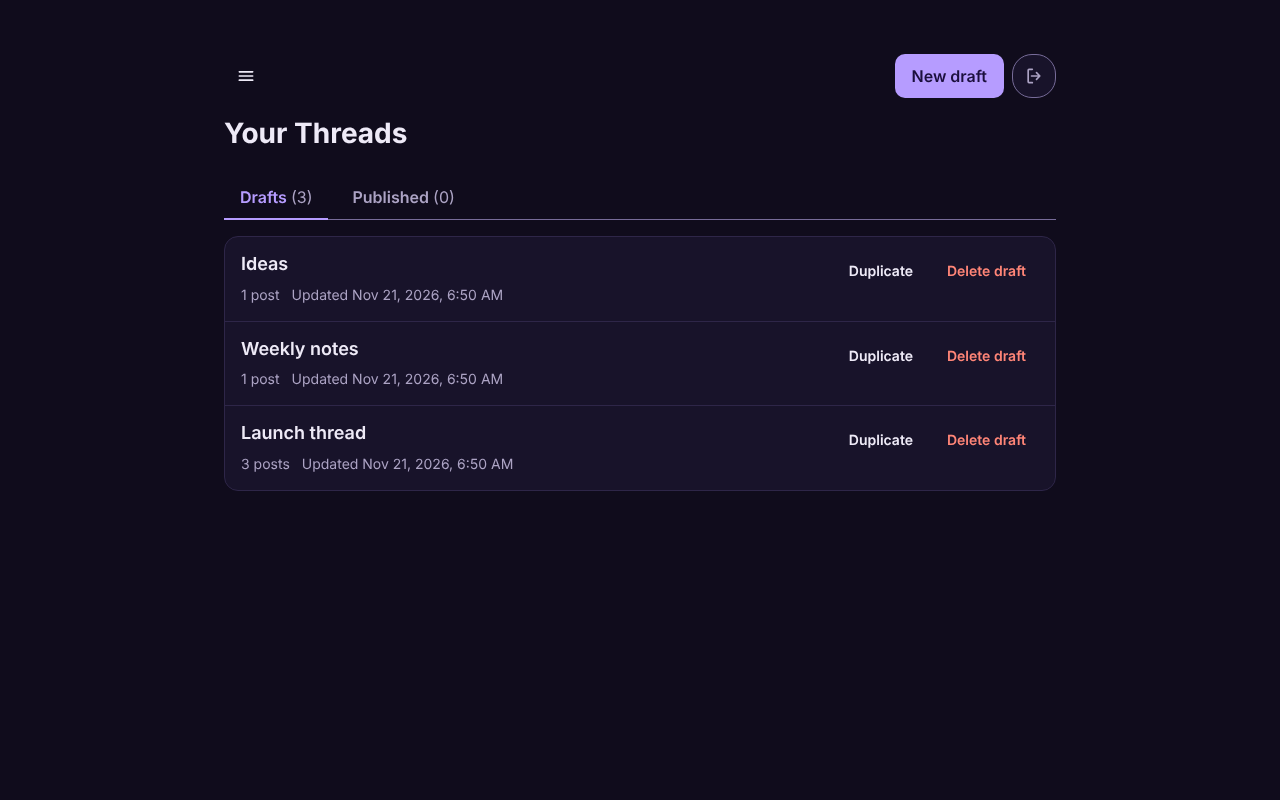 New draft
Your Threads
Drafts (3) Published (0)
Ideas
Duplicate Delete draft
1 post Updated Nov 21, 2026, 6:50 AM
Weekly notes
Duplicate Delete draft
1 post Updated Nov 21, 2026, 6:50 AM
Launch thread
Duplicate Delete draft
3 posts Updated Nov 21, 2026, 6:50 AM